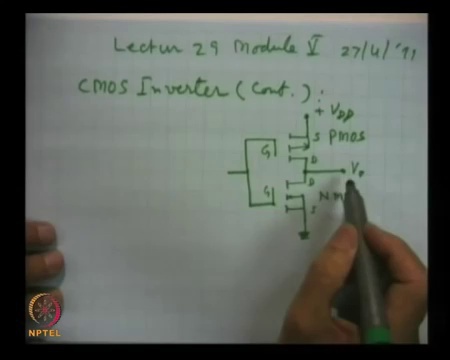 Lectur 29 Module V 27/4/'11
CMOS Inverter (Cont.) :
+ VDD
S PMOS
G
D
Vo
D
G
S
NPTEL